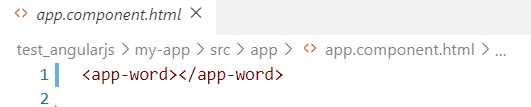 <> app.component.html ×
test_angularjs > my-app > src > app > <> app.component.html > ...
1 <app-word></app-word>
2